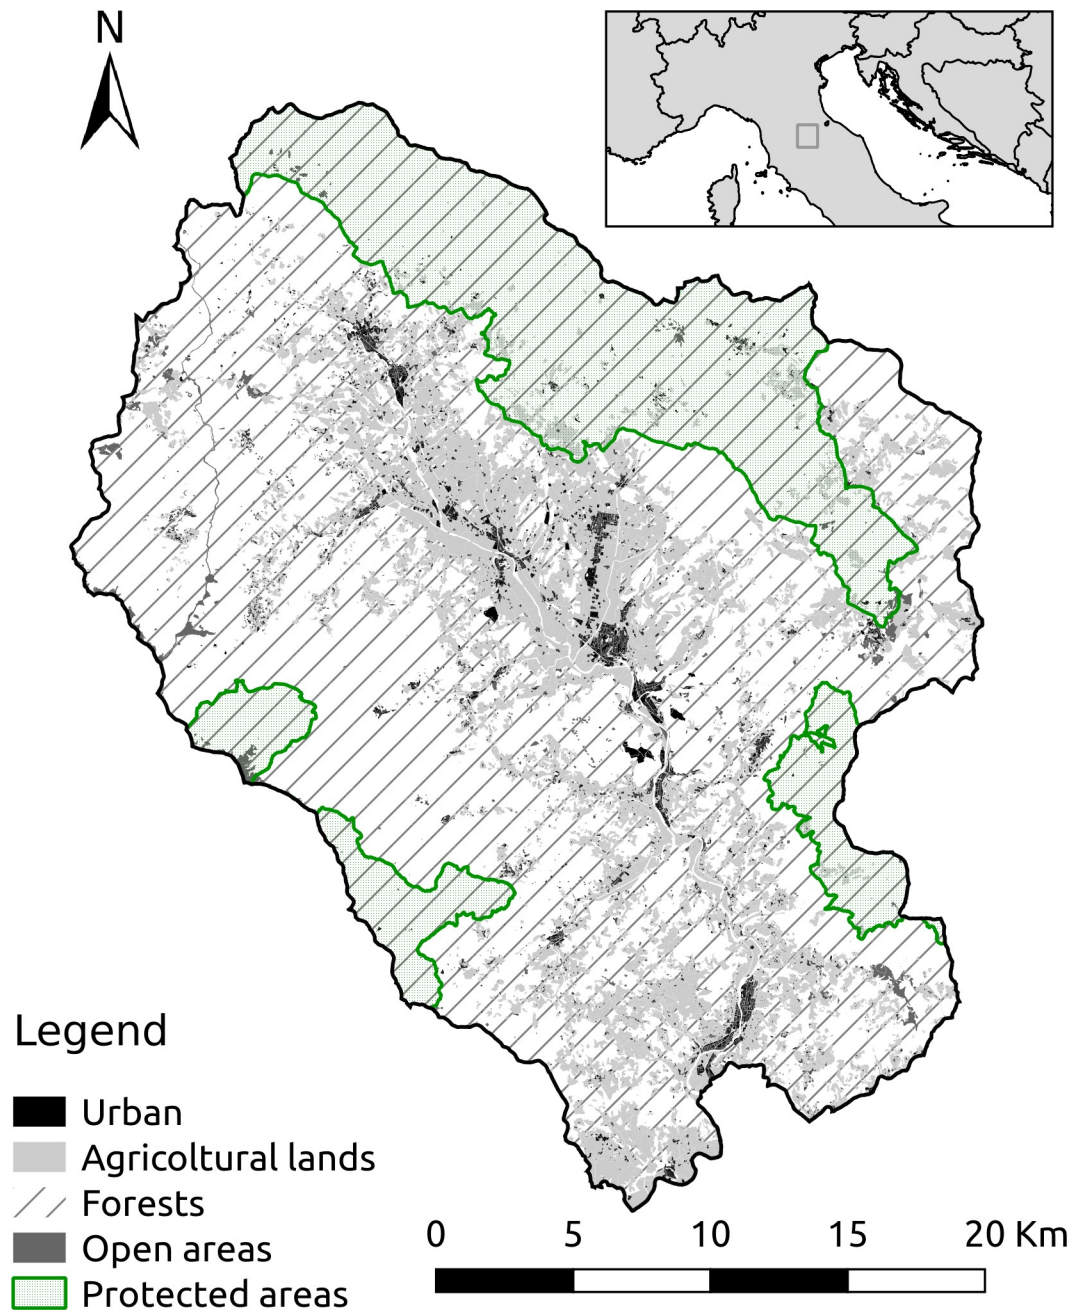 N
Legend
Urban
Agricoltural lands
Forests
Open areas
Protected areas
0 5 10 15 20 Km